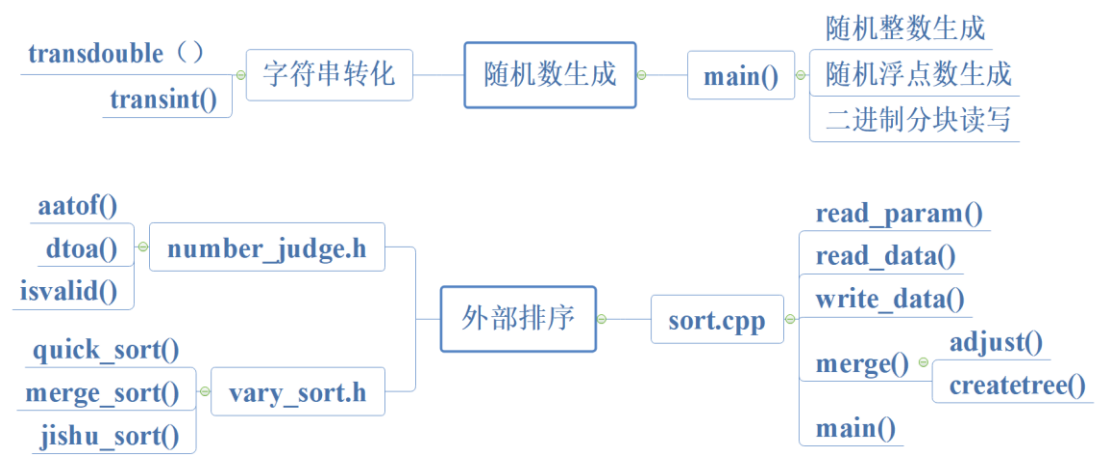 transdouble（）
transint()
字符串转化
随机数生成
main()
随机整数生成
随机浮点数生成
二进制分块读写
aatof()
dtoa()
isvalid()
number_judge.h
quick_sort()
merge_sort()
jishu_sort()
vary_sort.h
外部排序
sort.cpp
read_param()
read_data()
write_data()
merge()
adjust()
createtree()
main()